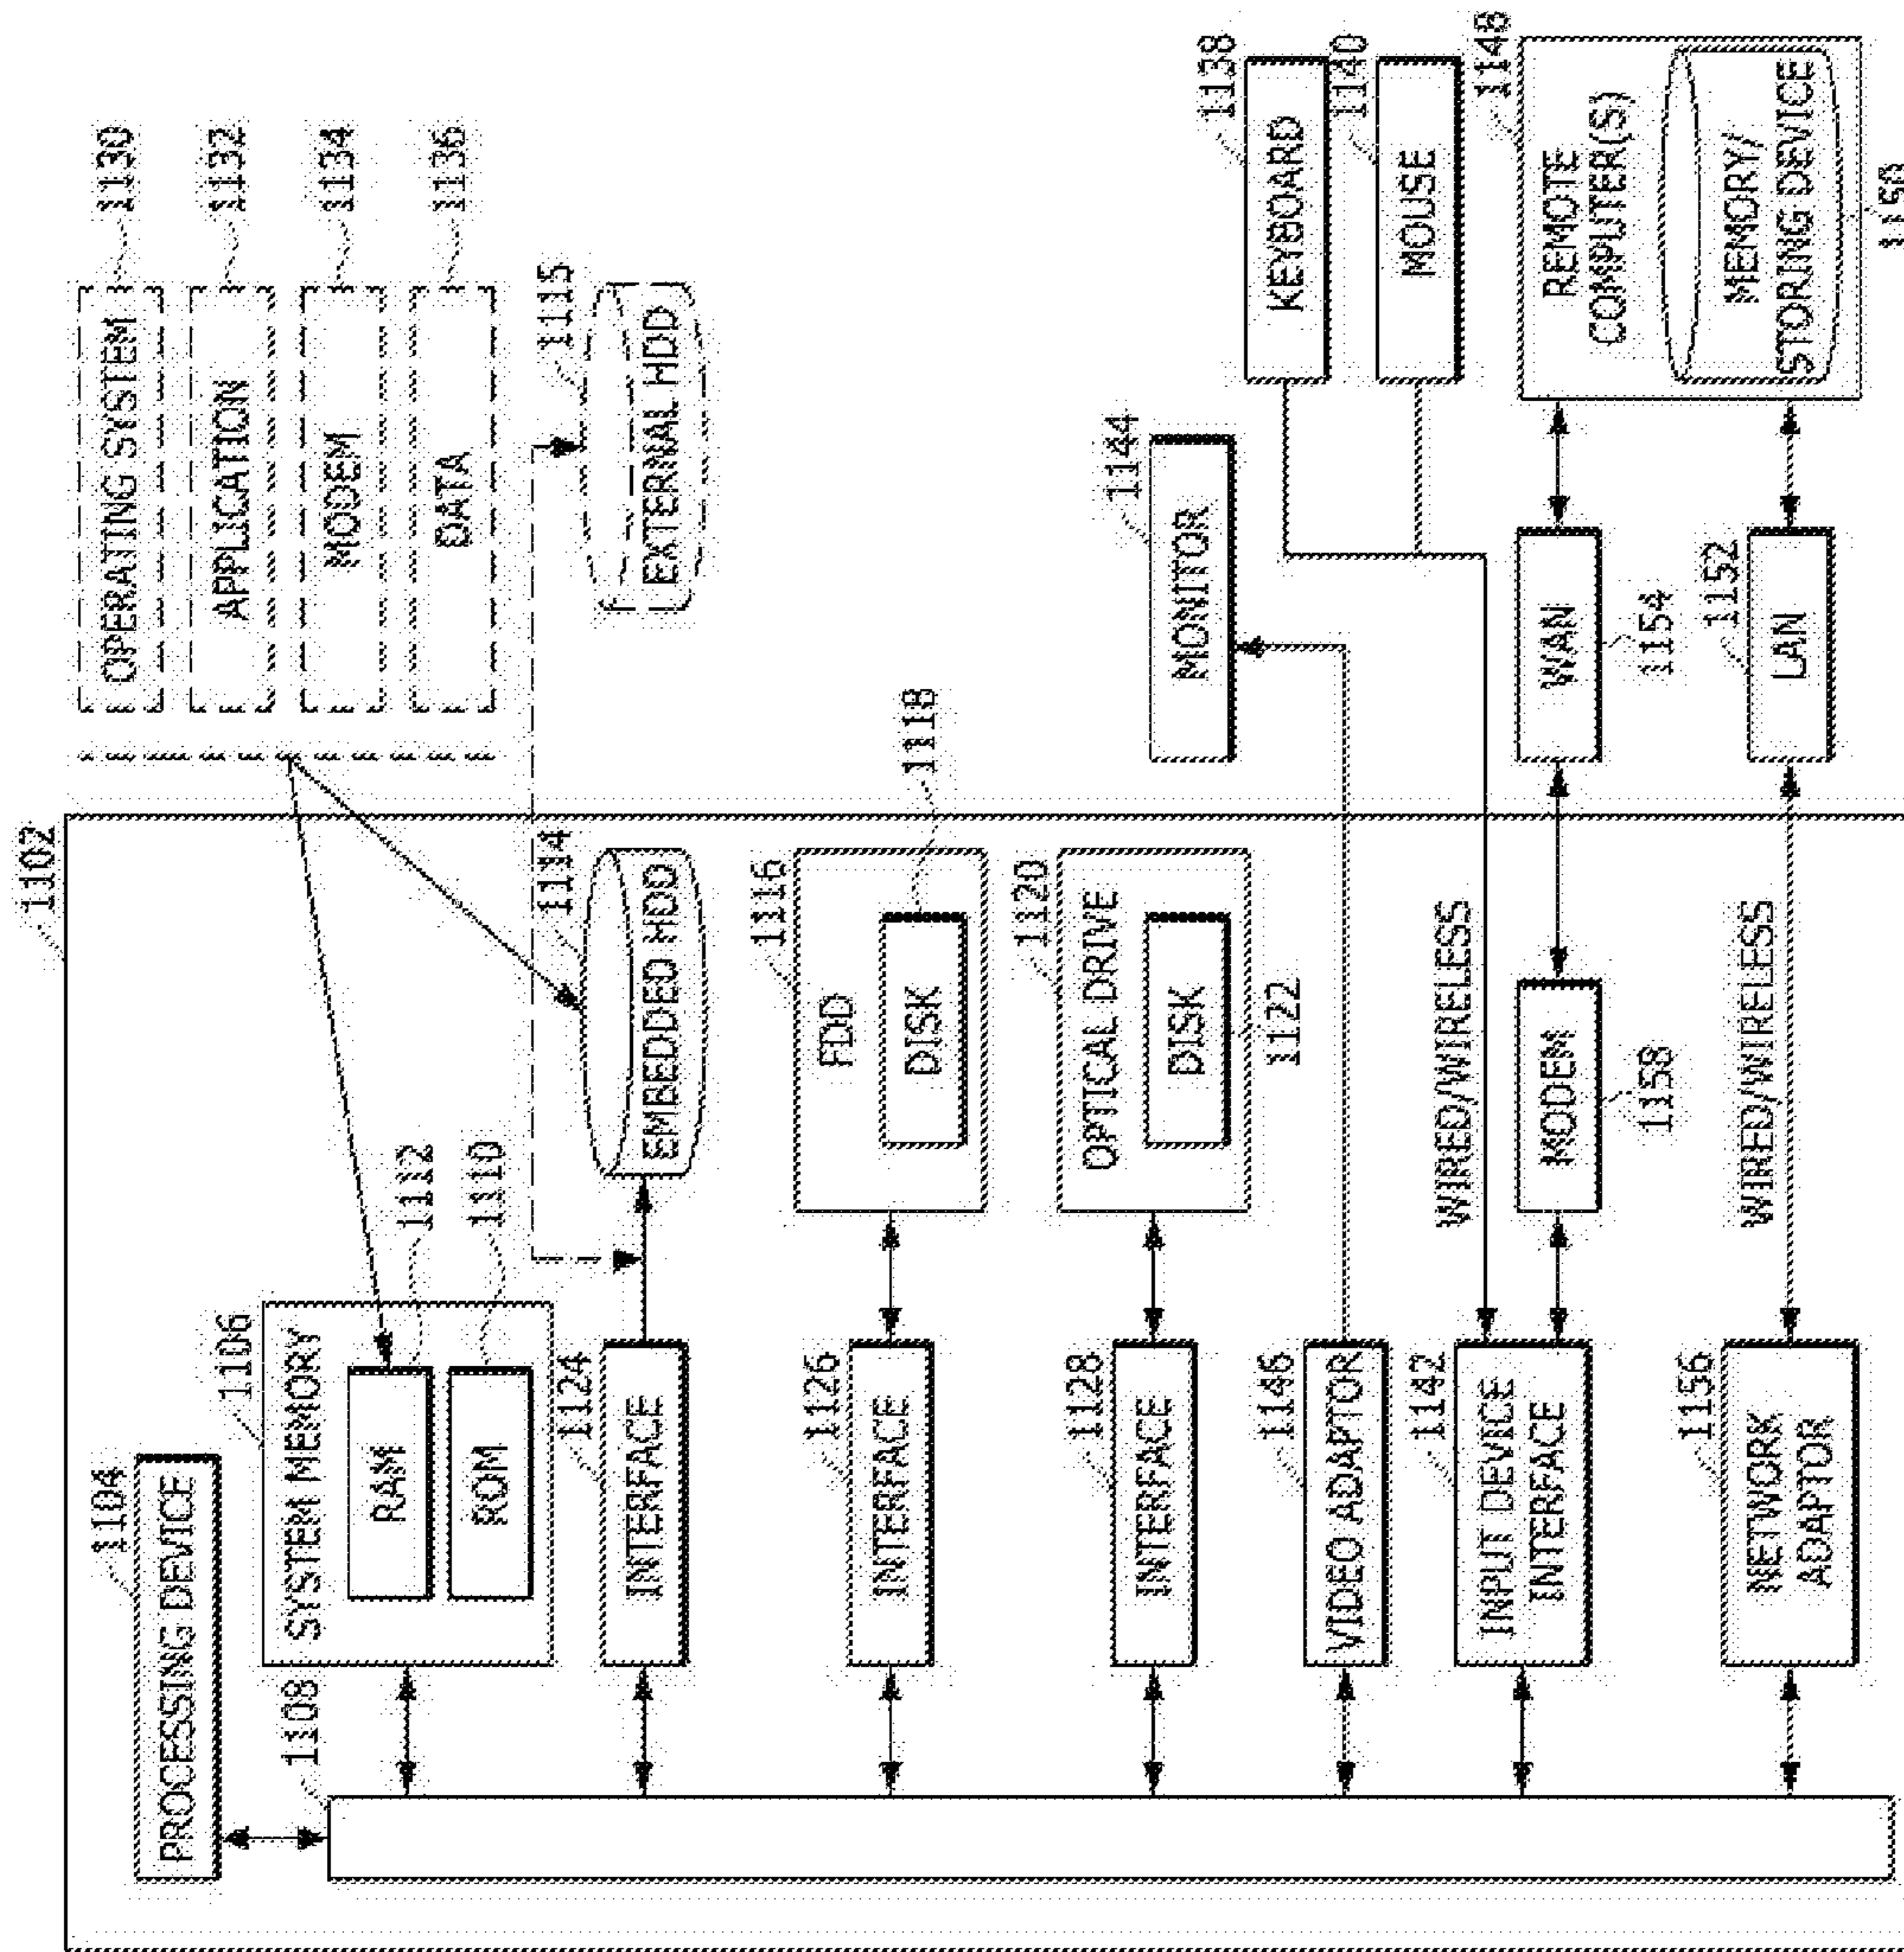 1102
1104
PROCESSING DEVICE
1106
SYSTEM MEMORY
RAM
1112
ROM
1110
1108
OPERATING SYSTEM
1130
APPLICATION
1132
MODEM
1134
DATA
1136
1124
INTERFACE
1114
EMBEDDED HDD
1115
EXTERNAL HDD
1126
INTERFACE
1116
FDD
DISK
1118
1128
INTERFACE
1120
OPTICAL DRIVE
DISK
1122
1146
VIDEO ADAPTOR
1144
MONITOR
1138
KEYBOARD
1140
MOUSE
1142
INPUT DEVICE
INTERFACE
WIRED/WIRELESS
MODEM
1158
WAN
1154
1148
REMOTE
COMPUTER(S)
MEMORY/
STORING DEVICE
1150
1156
NETWORK
ADAPTOR
WIRED/WIRELESS
1152
LAN